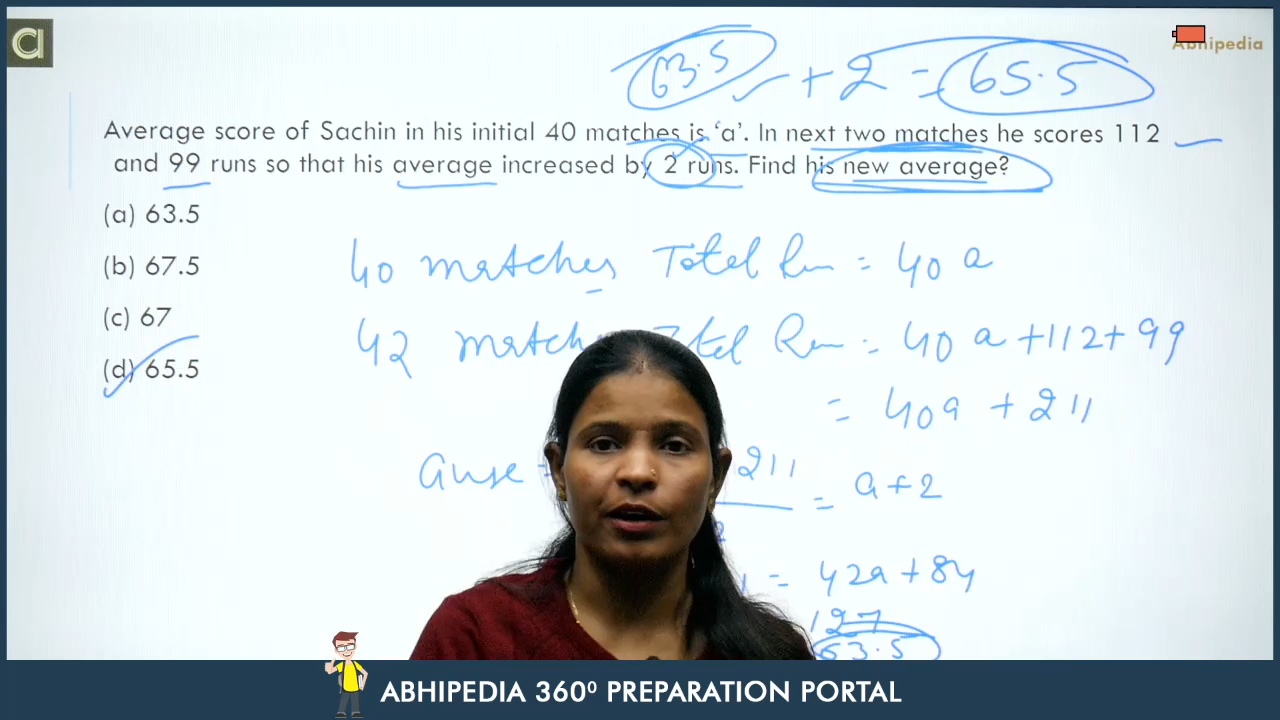 Abhipedia
63.5 + 2 = 65.5
Average score of Sachin in his initial 40 matches is ‘a’. In next two matches he scores 112
and 99 runs so that his average increased by 2 runs. Find his new average?
(a) 63.5
(b) 67.5
(c) 67
(d) 65.5
40 matches Total Run = 40 a
42 Total Run = 40 a + 112 + 99
= 40a + 211
211 = a + 2
= 42a + 84
127
63.5
ABHIPEDIA 360⁰ PREPARATION PORTAL